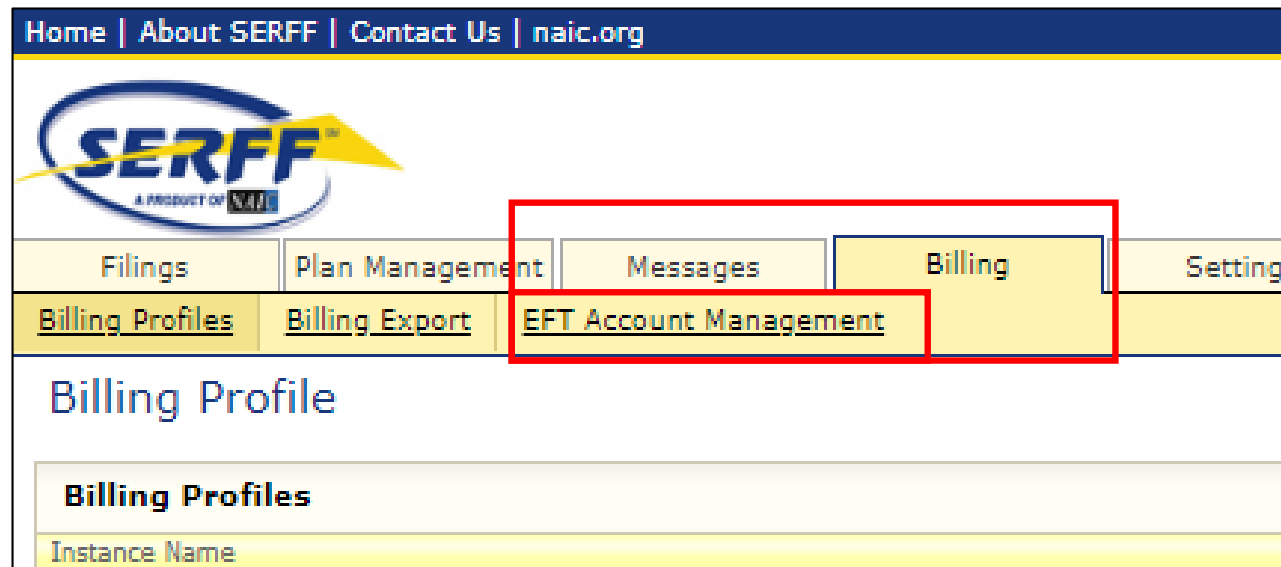 Home | About SERFF | Contact Us | naic.org
SERFF
A PRODUCT OF NAIC
Filings Plan Management Messages Billing Setting
Billing Profiles Billing Export EFT Account Management
Billing Profile
Billing Profiles
Instance Name